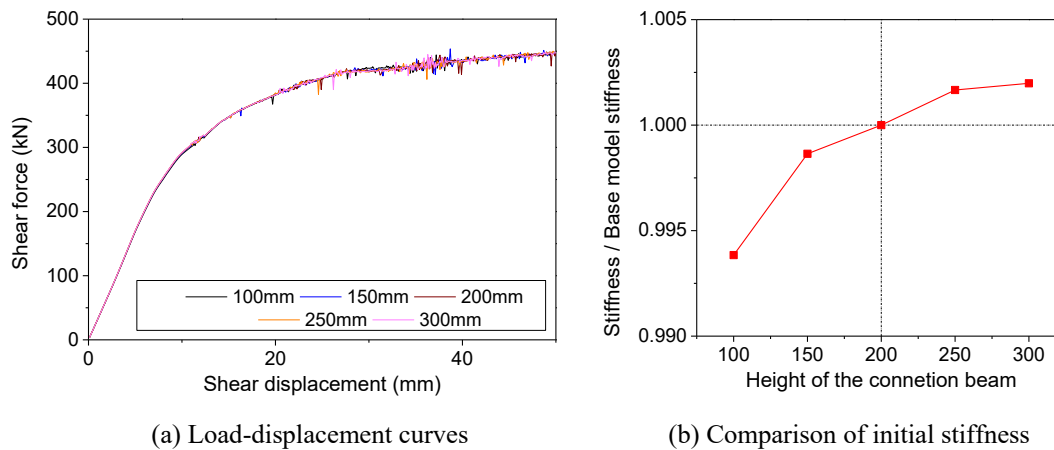 500
400
300
200
100
0
Shear force (kN)
100mm 150mm 200mm
250mm 300mm
0 20 40
Shear displacement (mm)
(a) Load-displacement curves
1.005
1.000
0.995
0.990
Stiffness / Base model stiffness
100 150 200 250 300
Height of the connetion beam
(b) Comparison of initial stiffness